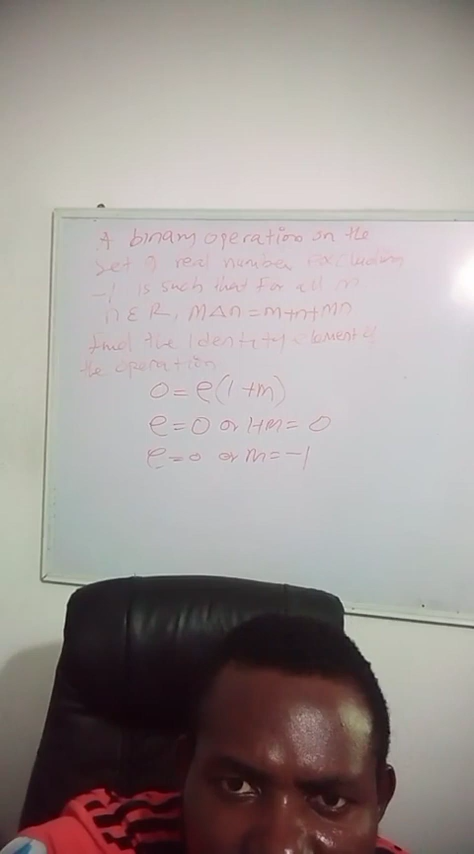 A binary operation on the
set of real number excluding
-1 is such that for all m
n ∈ R, M∆n = m+n+mn
find the Identity element of
the operation
0 = e(1+m)
e=0 or 1+m=0
e=0 or m=-1